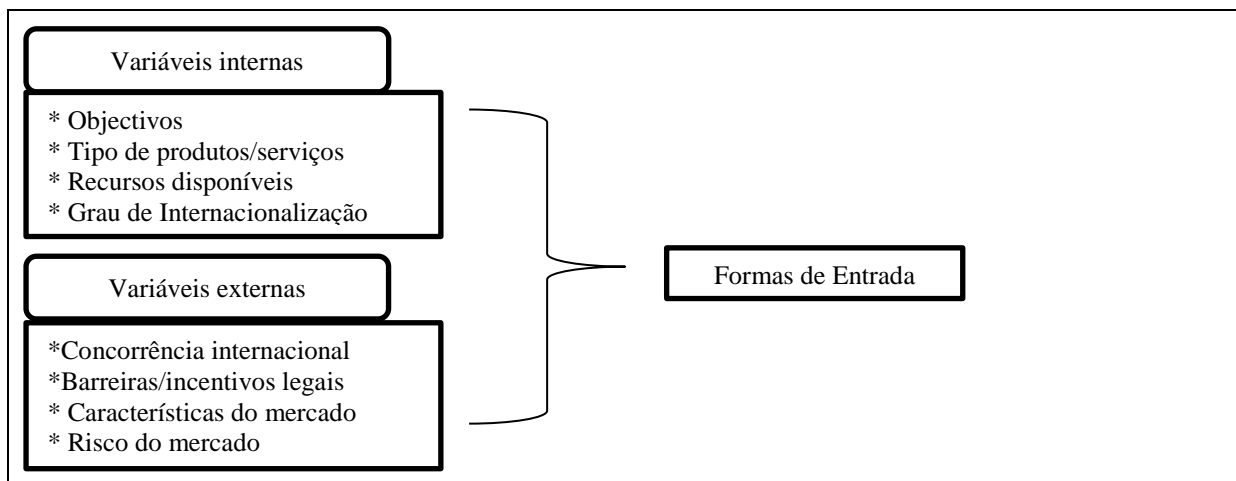 Variáveis internas
* Objectivos
* Tipo de produtos/serviços
* Recursos disponíveis
* Grau de Internacionalização
Variáveis externas
*Concorrência internacional
*Barreiras/incentivos legais
* Características do mercado
* Risco do mercado
Formas de Entrada